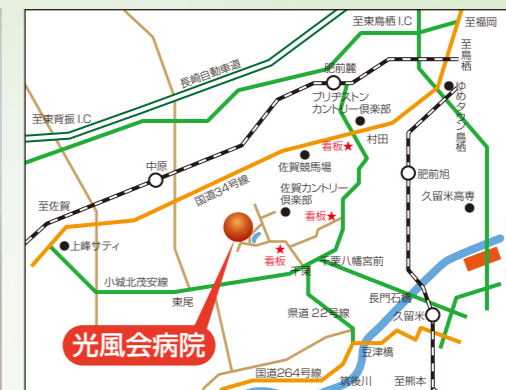 至東鳥栖 I.C
至福岡
至鳥栖
長崎自動車道
肥前麓
ブリヂストン
カントリー倶楽部
ゆめタウン鳥栖
至東背振 I.C
村田
看板★
佐賀競馬場
中原
肥前旭
国道34号線
佐賀カントリー
倶楽部
久留米高専
至佐賀
看板★
上峰サティ
★
看板
千栗
千栗八幡宮前
小城北茂安線
東尾
長門石橋
県道 22号線
久留米
光風会病院
豆津橋
国道264号線
筑後川
至熊本